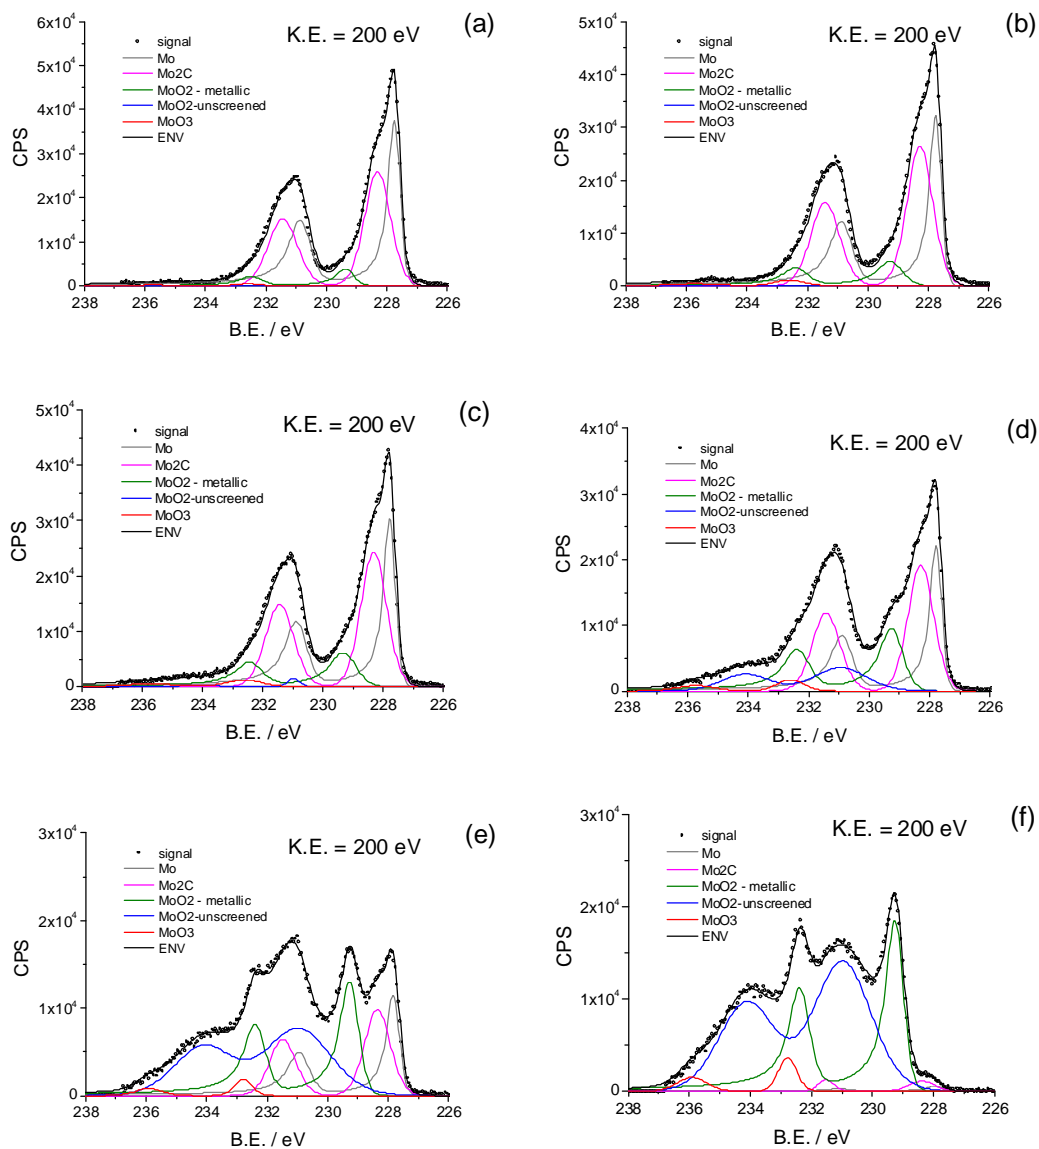 (a)
K.E. = 200 eV
signal
Mo
Mo2C
MoO2 - metallic
MoO2-unscreened
MoO3
ENV
6x10⁴
5x10⁴
4x10⁴
3x10⁴
2x10⁴
1x10⁴
0
CPS
238 236 234 232 230 228 226
B.E. / eV
(b)
K.E. = 200 eV
signal
Mo
Mo2C
MoO2 - metallic
MoO2-unscreened
MoO3
ENV
5x10⁴
4x10⁴
3x10⁴
2x10⁴
1x10⁴
0
CPS
238 236 234 232 230 228 226
B.E. / eV
(c)
K.E. = 200 eV
signal
Mo
Mo2C
MoO2 - metallic
MoO2-unscreened
MoO3
ENV
5x10⁴
4x10⁴
3x10⁴
2x10⁴
1x10⁴
0
CPS
238 236 234 232 230 228 226
B.E. / eV
(d)
K.E. = 200 eV
signal
Mo
Mo2C
MoO2 - metallic
MoO2-unscreened
MoO3
ENV
4x10⁴
3x10⁴
2x10⁴
1x10⁴
0
CPS
238 236 234 232 230 228 226
B.E. / eV
(e)
K.E. = 200 eV
signal
Mo
Mo2C
MoO2 - metallic
MoO2-unscreened
MoO3
ENV
3x10⁴
2x10⁴
1x10⁴
0
CPS
238 236 234 232 230 228 226
B.E. / eV
(f)
K.E. = 200 eV
signal
Mo
Mo2C
MoO2 - metallic
MoO2-unscreened
MoO3
ENV
3x10⁴
2x10⁴
1x10⁴
0
CPS
238 236 234 232 230 228 226
B.E. / eV